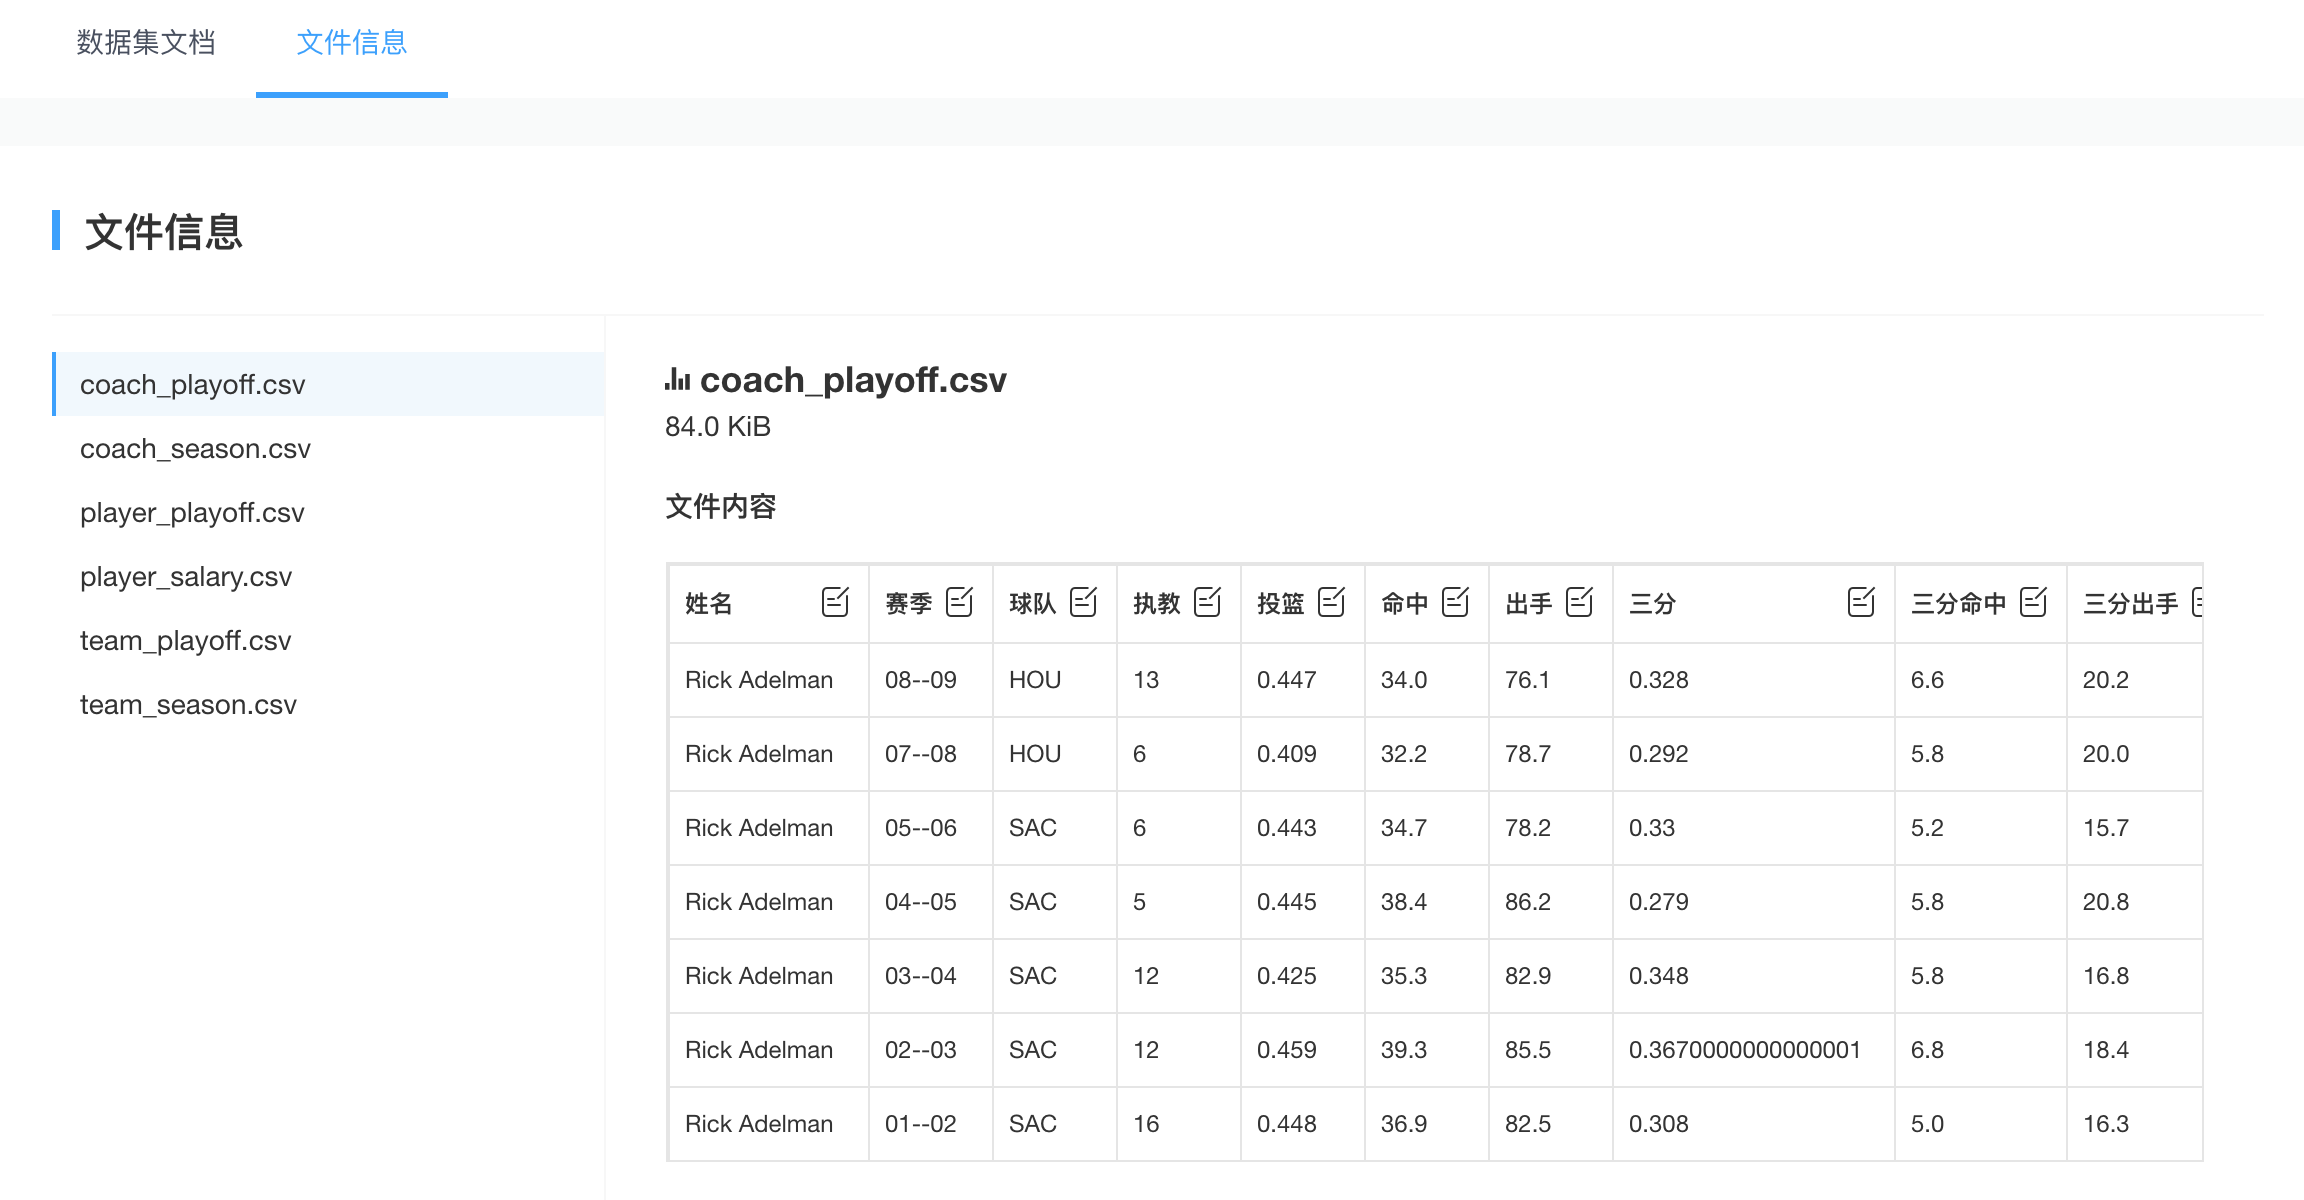 数据集文档 文件信息
文件信息
coach_playoff.csv
coach_season.csv
player_playoff.csv
player_salary.csv
team_playoff.csv
team_season.csv
coach_playoff.csv
84.0 KiB
文件内容
姓名 赛季 球队 执教 投篮 命中 出手 三分 三分命中 三分出手
Rick Adelman 08--09 HOU 13 0.447 34.0 76.1 0.328 6.6 20.2
Rick Adelman 07--08 HOU 6 0.409 32.2 78.7 0.292 5.8 20.0
Rick Adelman 05--06 SAC 6 0.443 34.7 78.2 0.33 5.2 15.7
Rick Adelman 04--05 SAC 5 0.445 38.4 86.2 0.279 5.8 20.8
Rick Adelman 03--04 SAC 12 0.425 35.3 82.9 0.348 5.8 16.8
Rick Adelman 02--03 SAC 12 0.459 39.3 85.5 0.3670000000000001 6.8 18.4
Rick Adelman 01--02 SAC 16 0.448 36.9 82.5 0.308 5.0 16.3